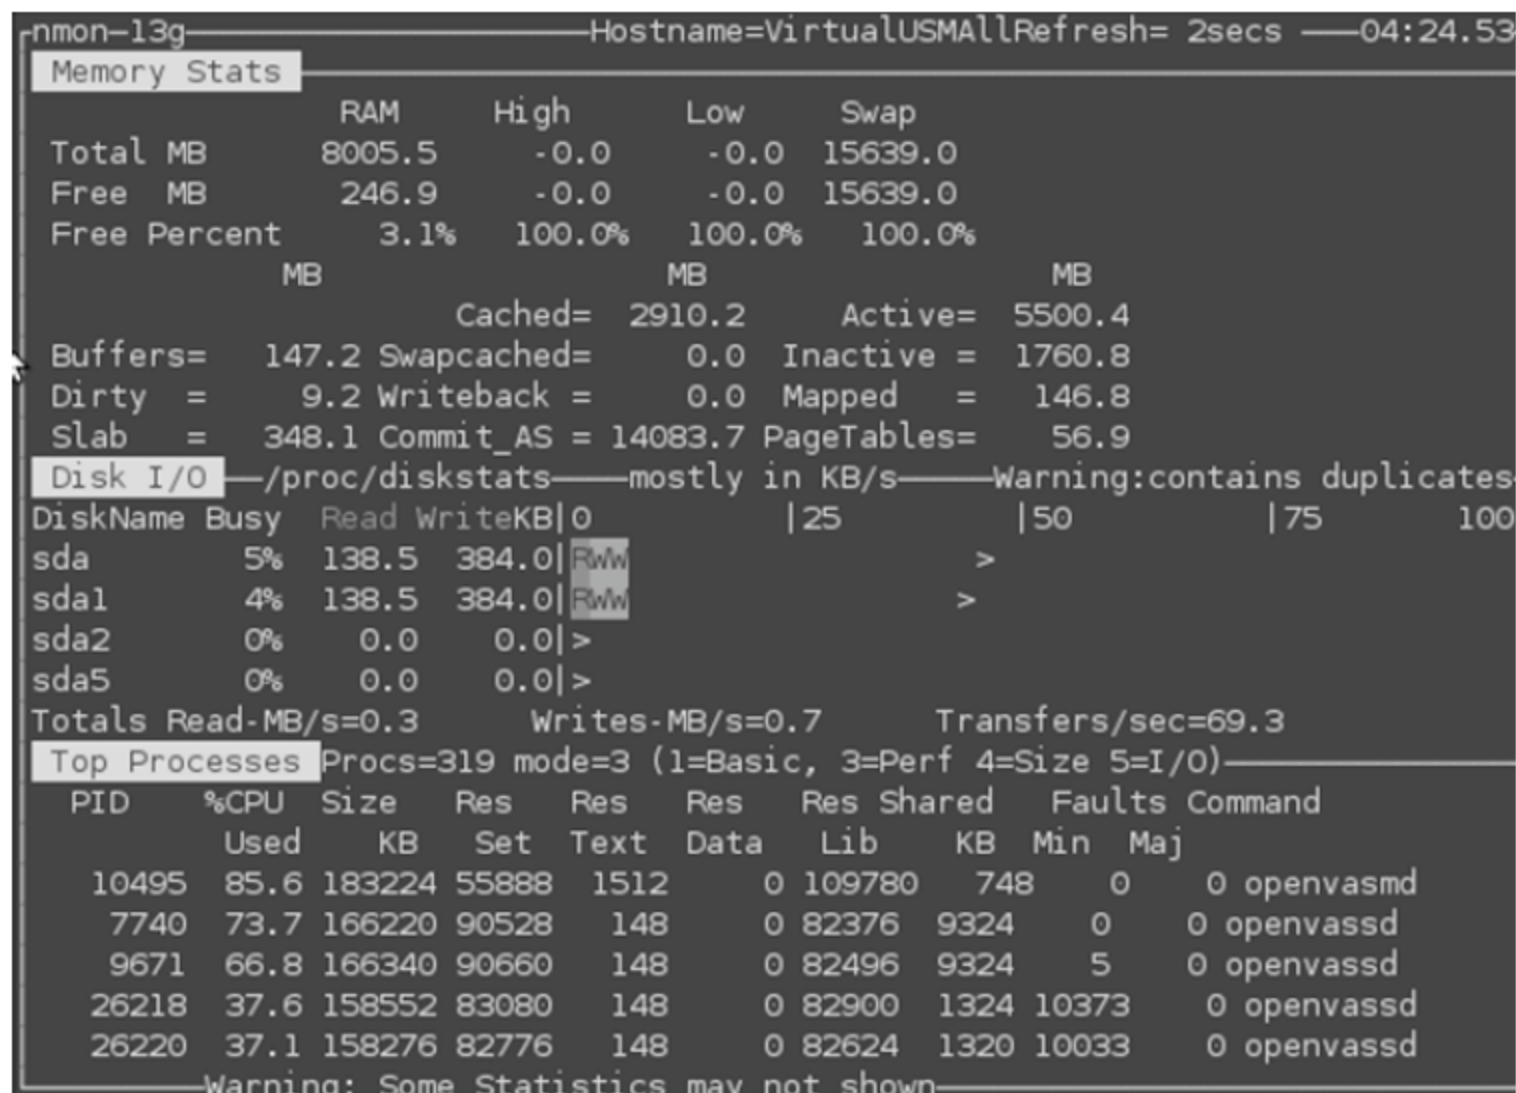 nmon-13g Hostname=VirtualUSMAllRefresh= 2secs 04:24.53
Memory Stats
RAM High Low Swap
Total MB 8005.5 -0.0 -0.0 15639.0
Free MB 246.9 -0.0 -0.0 15639.0
Free Percent 3.1% 100.0% 100.0% 100.0%
MB MB MB
Cached= 2910.2 Active= 5500.4
Buffers= 147.2 Swapcached= 0.0 Inactive = 1760.8
Dirty = 9.2 Writeback = 0.0 Mapped = 146.8
Slab = 348.1 Commit_AS = 14083.7 PageTables= 56.9
Disk I/O /proc/diskstats mostly in KB/s Warning:contains duplicates
DiskName Busy Read WriteKB|0 |25 |50 |75 100
sda 5% 138.5 384.0|RWW >
sda1 4% 138.5 384.0|RWW >
sda2 0% 0.0 0.0|>
sda5 0% 0.0 0.0|>
Totals Read-MB/s=0.3 Writes-MB/s=0.7 Transfers/sec=69.3
Top Processes Procs=319 mode=3 (1=Basic, 3=Perf 4=Size 5=I/O)
PID %CPU Size Res Res Res Res Shared Faults Command
Used KB Set Text Data Lib KB Min Maj
10495 85.6 183224 55888 1512 0 109780 748 0 0 openvasmd
7740 73.7 166220 90528 148 0 82376 9324 0 0 openvassd
9671 66.8 166340 90660 148 0 82496 9324 5 0 openvassd
26218 37.6 158552 83080 148 0 82900 1324 10373 0 openvassd
26220 37.1 158276 82776 148 0 82624 1320 10033 0 openvassd
Warning: Some Statistics may not shown